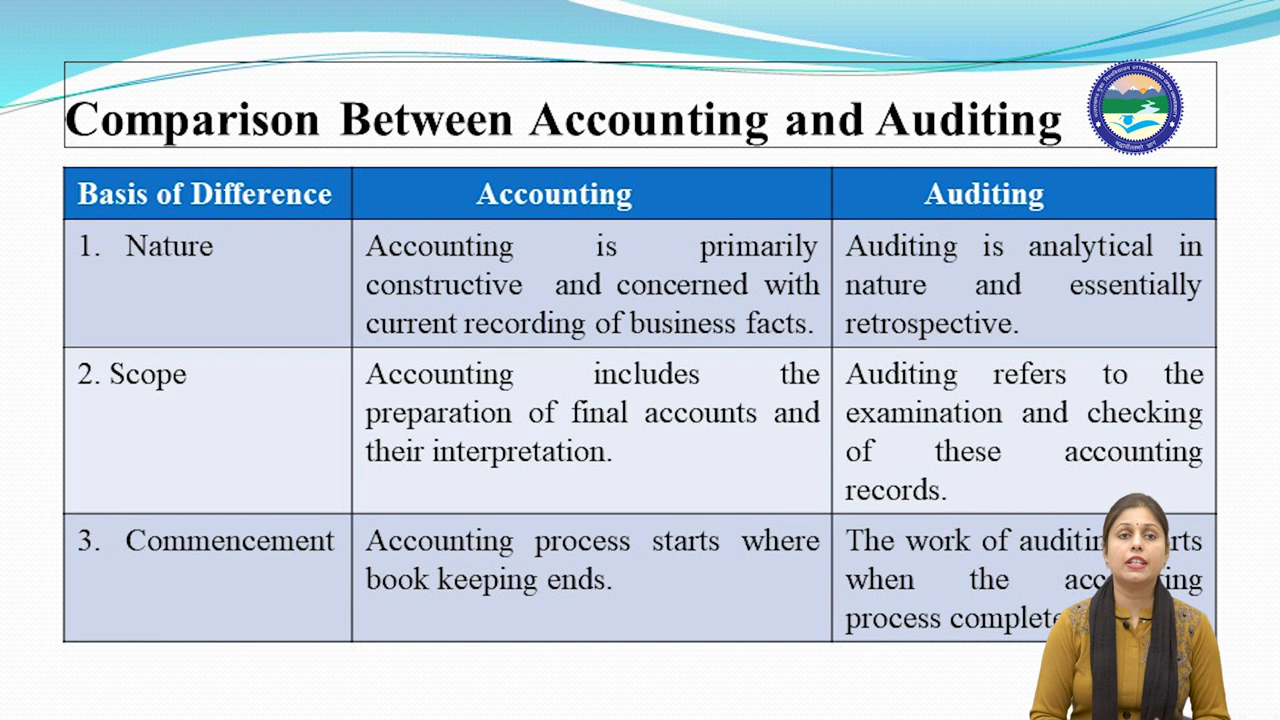 Comparison Between Accounting and Auditing
Basis of Difference
Accounting
Auditing
1. Nature
Accounting is primarily
constructive and concerned with
current recording of business facts.
Auditing is analytical in
nature and essentially
retrospective.
2. Scope
Accounting includes the
preparation of final accounts and
their interpretation.
Auditing refers to the
examination and checking
of these accounting
records.
3. Commencement
Accounting process starts where
book keeping ends.
The work of auditing
when the
process